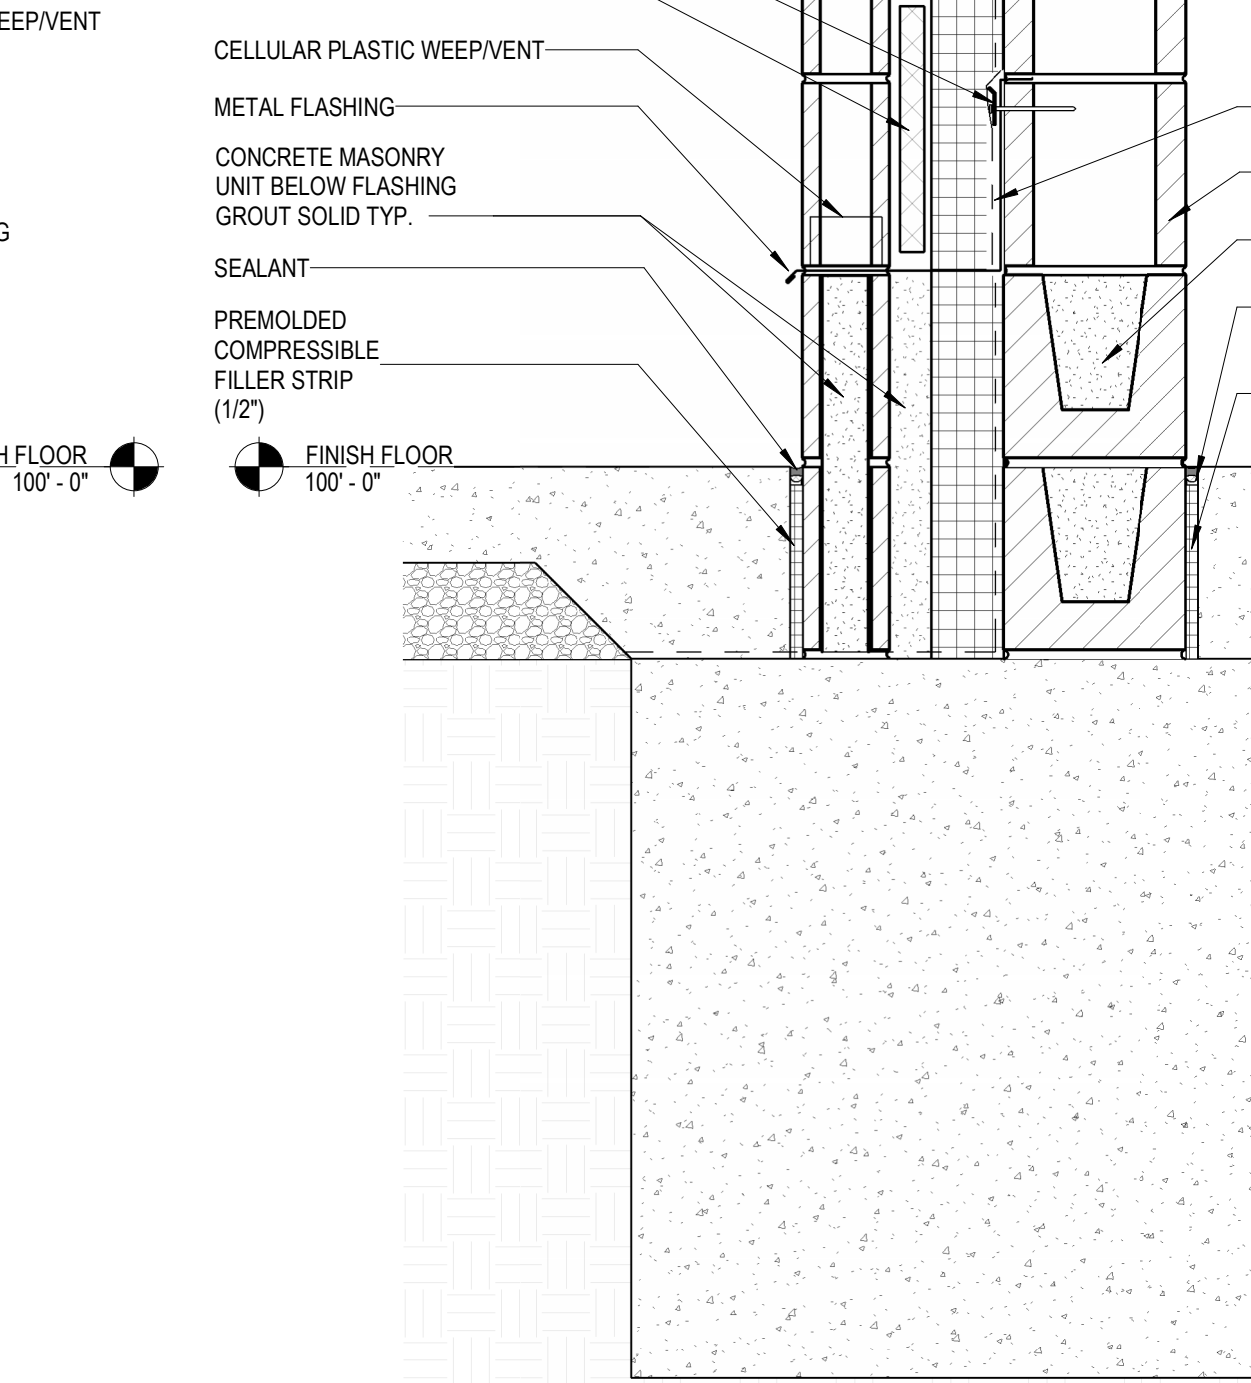 EEP/VENT
CELLULAR PLASTIC WEEP/VENT
METAL FLASHING
CONCRETE MASONRY
UNIT BELOW FLASHING
GROUT SOLID TYP.
G
SEALANT
PREMOLDED
COMPRESSIBLE
FILLER STRIP
(1/2")
H FLOOR
100' - 0"
FINISH FLOOR
100' - 0"